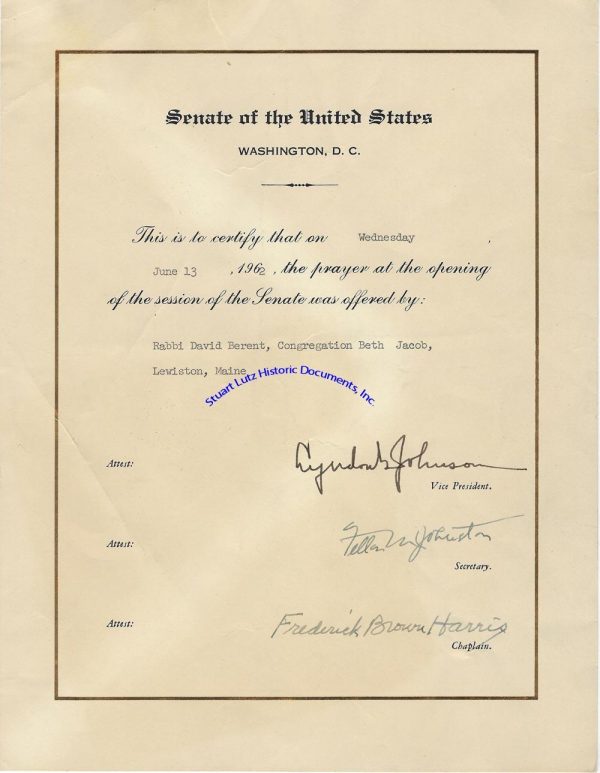 Senate of the United States
WASHINGTON, D. C.
This is to certify that on Wednesday ,
June 13 , 1962 , the prayer at the opening
of the session of the Senate was offered by:
Rabbi David Berent, Congregation Beth Jacob,
Lewiston, Maine
Stuart Lutz Historic Documents, Inc.
Attest:
Lyndon B Johnson
Vice President.
Attest:
Felton M Johnston
Secretary.
Attest:
Frederick Brown Harris
Chaplain.